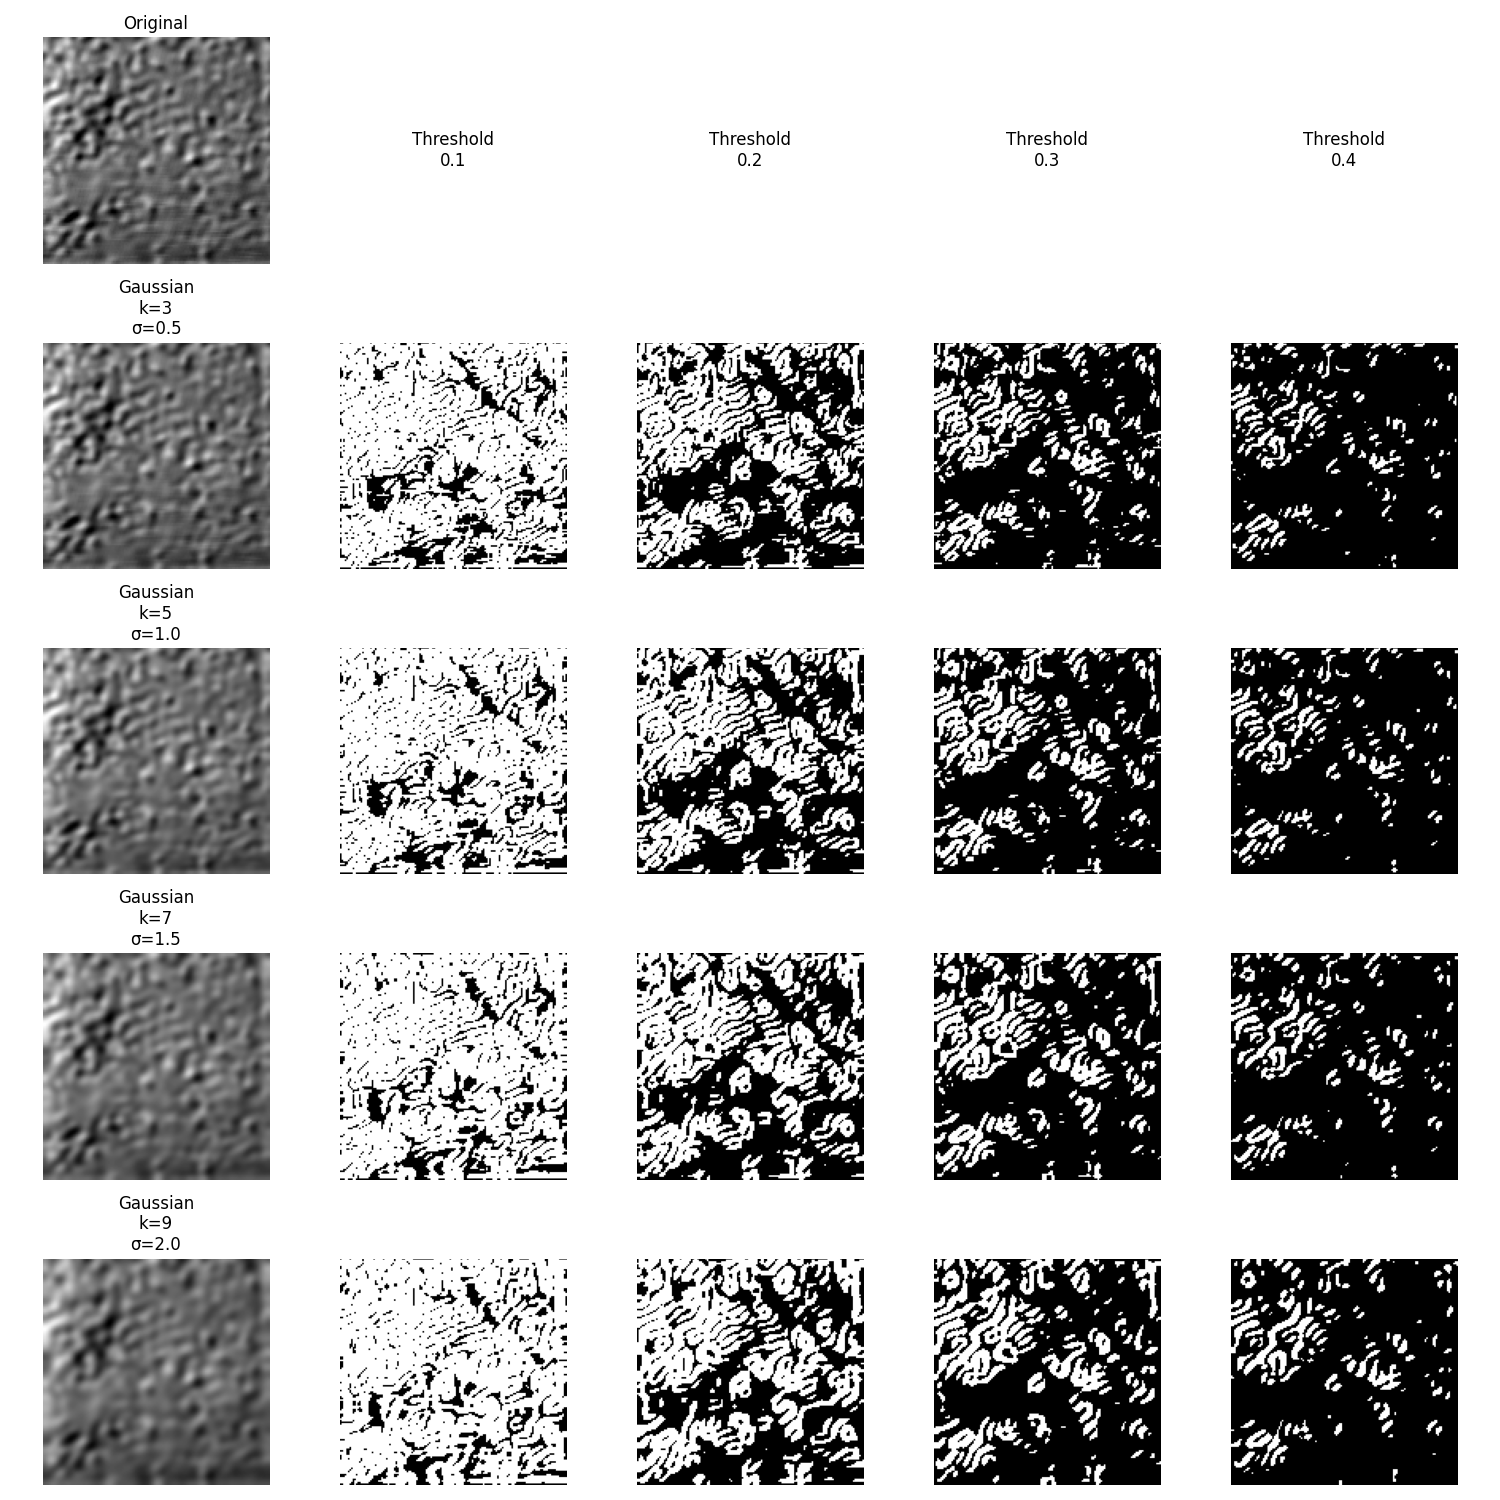 Original
Threshold
0.1
Threshold
0.2
Threshold
0.3
Threshold
0.4
Gaussian
k=3
σ=0.5
Gaussian
k=5
σ=1.0
Gaussian
k=7
σ=1.5
Gaussian
k=9
σ=2.0